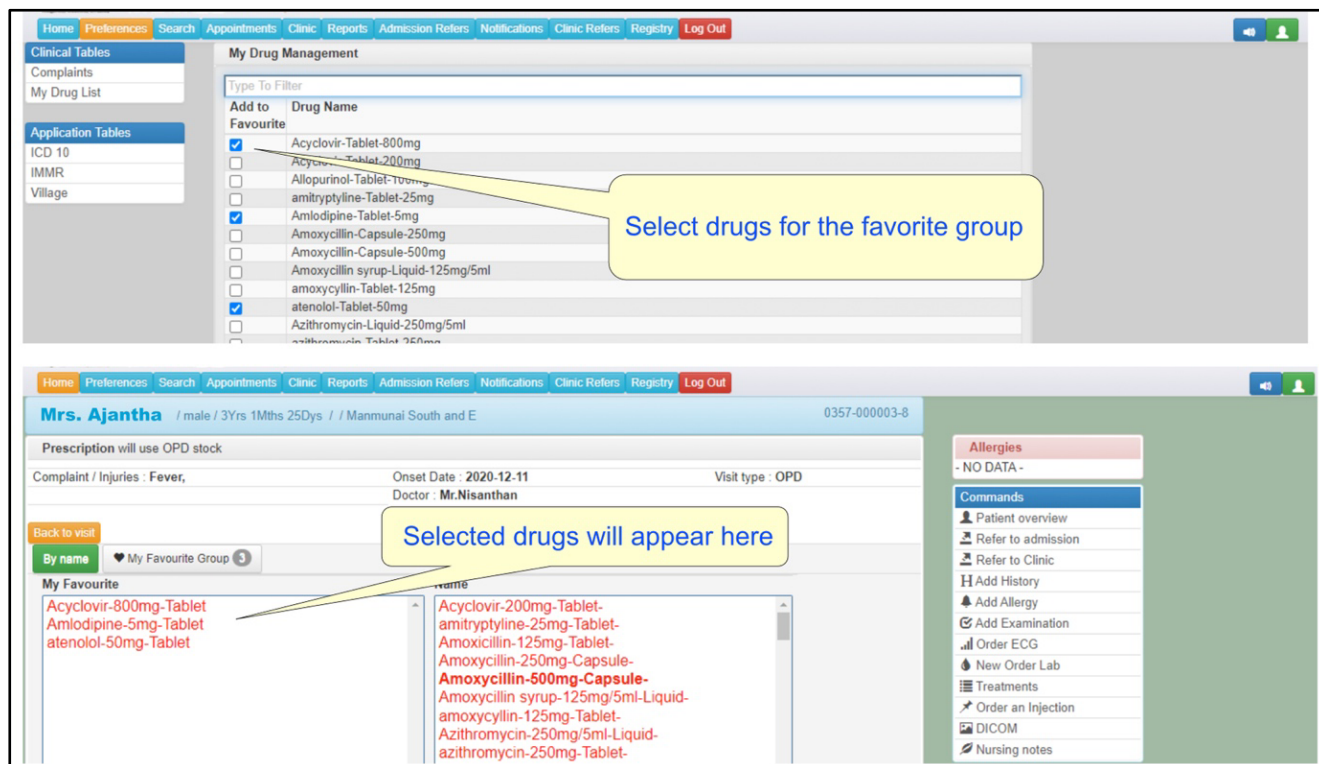 Home Preferences Search Appointments Clinic Reports Admission Refers Notifications Clinic Refers Registry Log Out
Clinical Tables
Complaints
My Drug List
Application Tables
ICD 10
IMMR
Village
My Drug Management
Type To Filter
Add to Favourite Drug Name
Acyclovir-Tablet-800mg
Acyclovir-Tablet-200mg
Allopurinol-Tablet-100mg
amitryptyline-Tablet-25mg
Amlodipine-Tablet-5mg
Amoxycillin-Capsule-250mg
Amoxycillin-Capsule-500mg
Amoxycillin syrup-Liquid-125mg/5ml
amoxycyllin-Tablet-125mg
atenolol-Tablet-50mg
Azithromycin-Liquid-250mg/5ml
azithromycin-Tablet-250mg
Select drugs for the favorite group
Home Preferences Search Appointments Clinic Reports Admission Refers Notifications Clinic Refers Registry Log Out
Mrs. Ajantha / male / 3Yrs 1Mths 25Dys / / Manmunai South and E 0357-000003-8
Prescription will use OPD stock
Complaint / Injuries : Fever, Onset Date : 2020-12-11 Visit type : OPD
Doctor : Mr.Nisanthan
Back to visit
Selected drugs will appear here
By name My Favourite Group 3
My Favourite
Acyclovir-800mg-Tablet
Amlodipine-5mg-Tablet
atenolol-50mg-Tablet
Name
Acyclovir-200mg-Tablet-
amitryptyline-25mg-Tablet-
Amoxicillin-125mg-Tablet-
Amoxycillin-250mg-Capsule-
Amoxycillin-500mg-Capsule-
Amoxycillin syrup-125mg/5ml-Liquid-
amoxycyllin-125mg-Tablet-
Azithromycin-250mg/5ml-Liquid-
azithromycin-250mg-Tablet-
Allergies
- NO DATA -
Commands
Patient overview
Refer to admission
Refer to Clinic
Add History
Add Allergy
Add Examination
Order ECG
New Order Lab
Treatments
Order an Injection
DICOM
Nursing notes